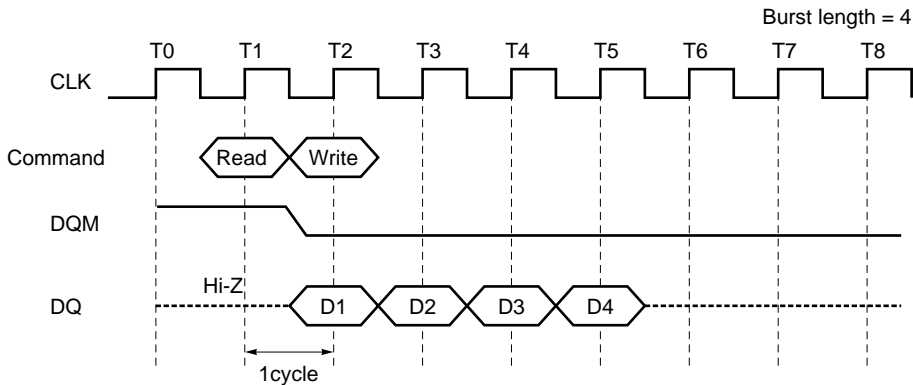 Burst length = 4
T0 T1 T2 T3 T4 T5 T6 T7 T8
CLK
Command Read Write
DQM
Hi-Z
DQ D1 D2 D3 D4
1cycle